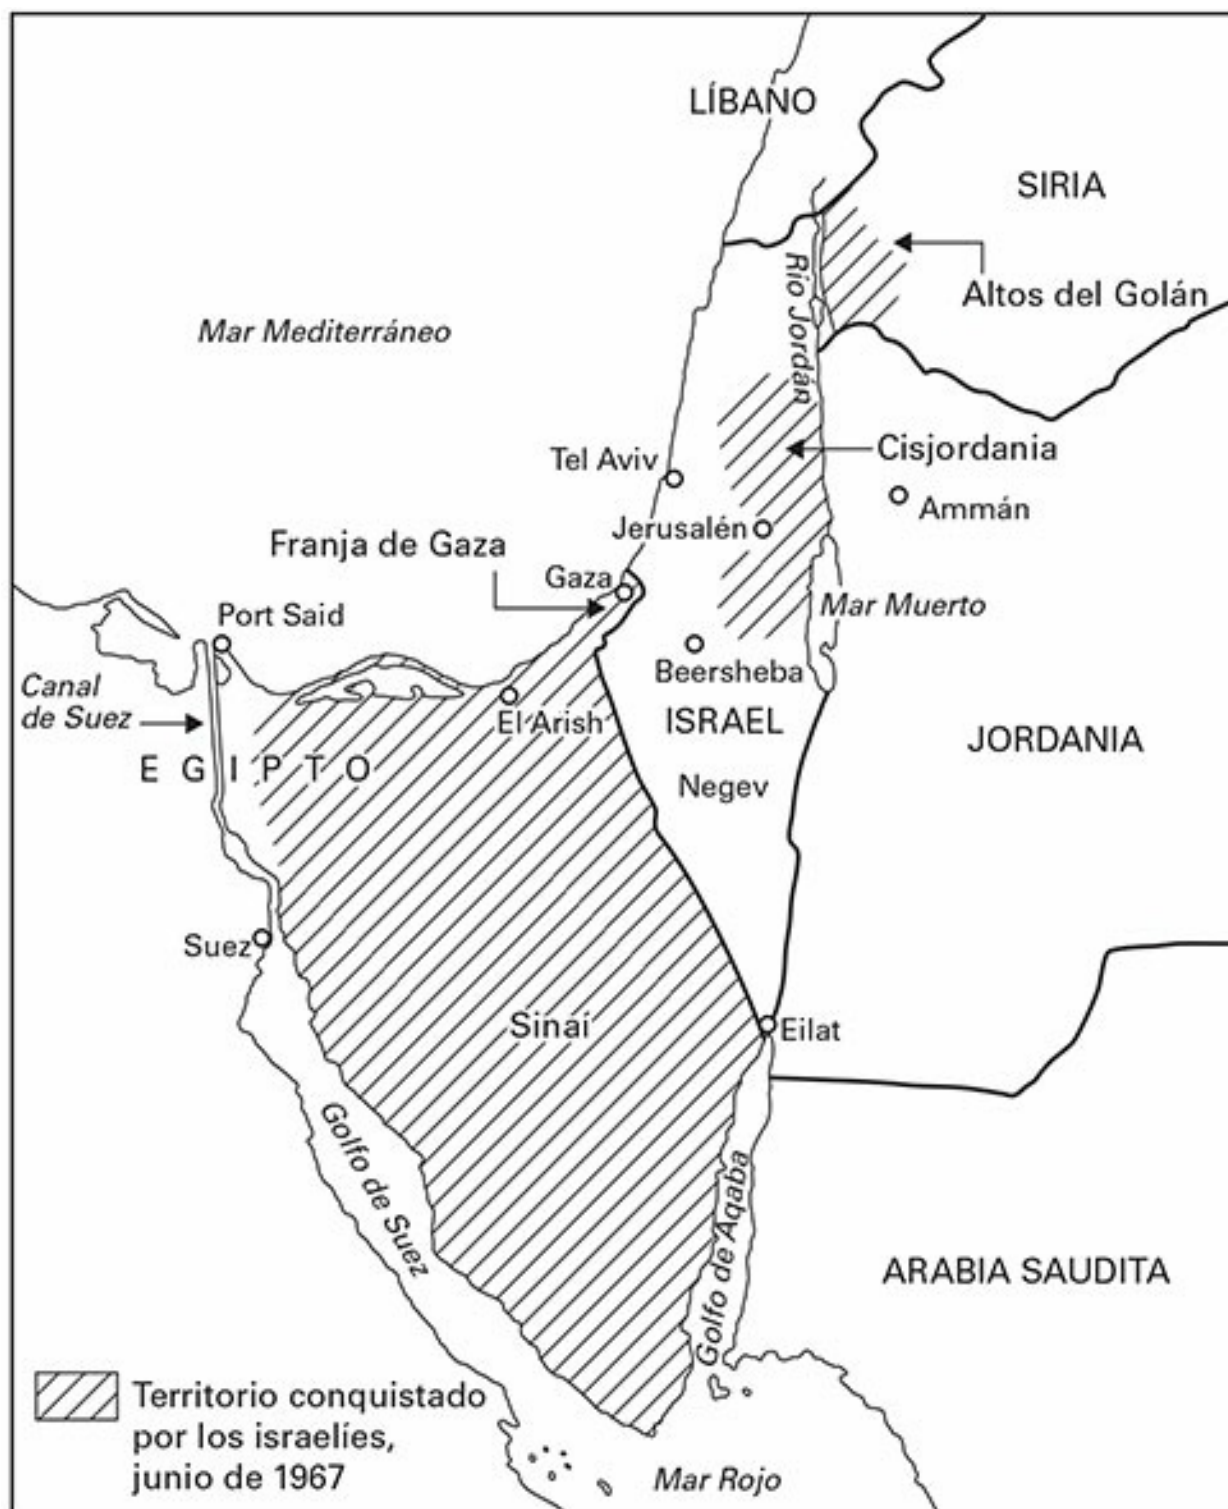 LÍBANO
SIRIA
Altos del Golán
Río Jordán
Mar Mediterráneo
Cisjordania
Tel Aviv
Ammán
Jerusalén
Franja de Gaza
Gaza
Mar Muerto
Port Said
Beersheba
Canal
de Suez
El Arish
ISRAEL
JORDANIA
EGIPTO
Negev
Suez
Sinaí
Eilat
Golfo de Suez
Golfo de Aqaba
ARABIA SAUDITA
Territorio conquistado
por los israelíes,
junio de 1967
Mar Rojo